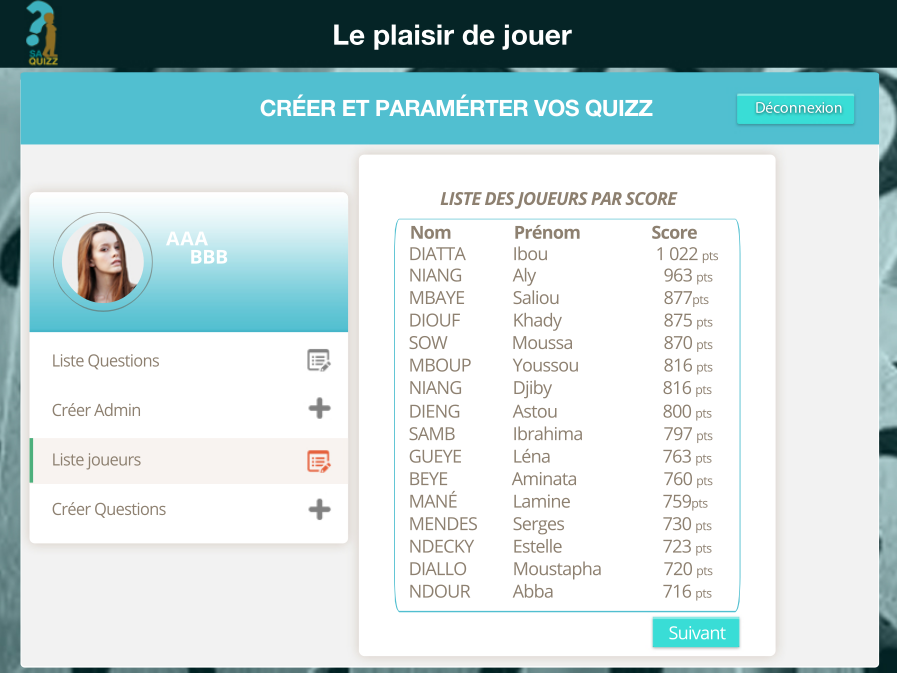 SA
QUIZZ
Le plaisir de jouer
CRÉER ET PARAMÉRTER VOS QUIZZ
Déconnexion
AAA
BBB
Liste Questions
Créer Admin
Liste joueurs
Créer Questions
LISTE DES JOUEURS PAR SCORE
Nom Prénom Score
DIATTA Ibou 1 022 pts
NIANG Aly 963 pts
MBAYE Saliou 877pts
DIOUF Khady 875 pts
SOW Moussa 870 pts
MBOUP Youssou 816 pts
NIANG Djiby 816 pts
DIENG Astou 800 pts
SAMB Ibrahima 797 pts
GUEYE Léna 763 pts
BEYE Aminata 760 pts
MANÉ Lamine 759pts
MENDES Serges 730 pts
NDECKY Estelle 723 pts
DIALLO Moustapha 720 pts
NDOUR Abba 716 pts
Suivant